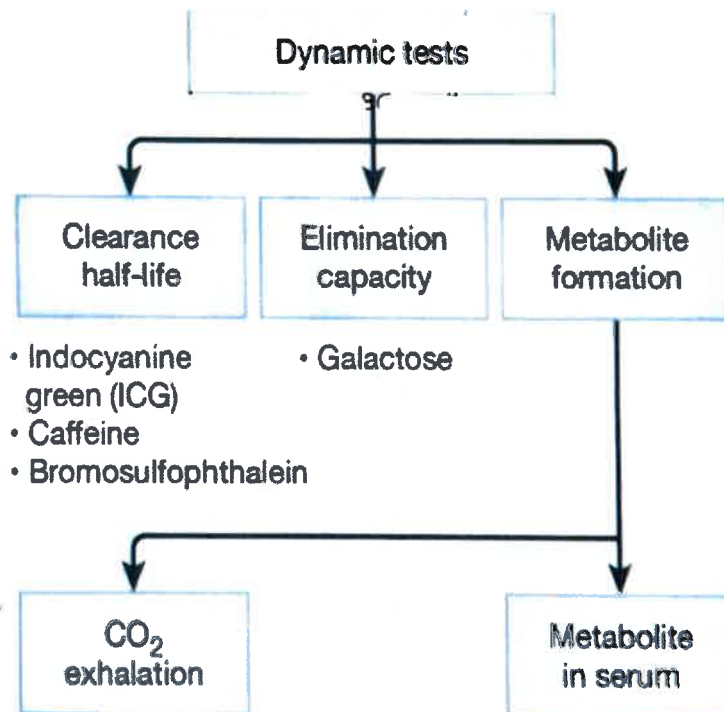 Dynamic tests
Clearance
half-life
Elimination
capacity
Metabolite
formation
• Indocyanine
green (ICG)
• Caffeine
• Bromosulfophthalein
• Galactose
CO₂
exhalation
Metabolite
in serum